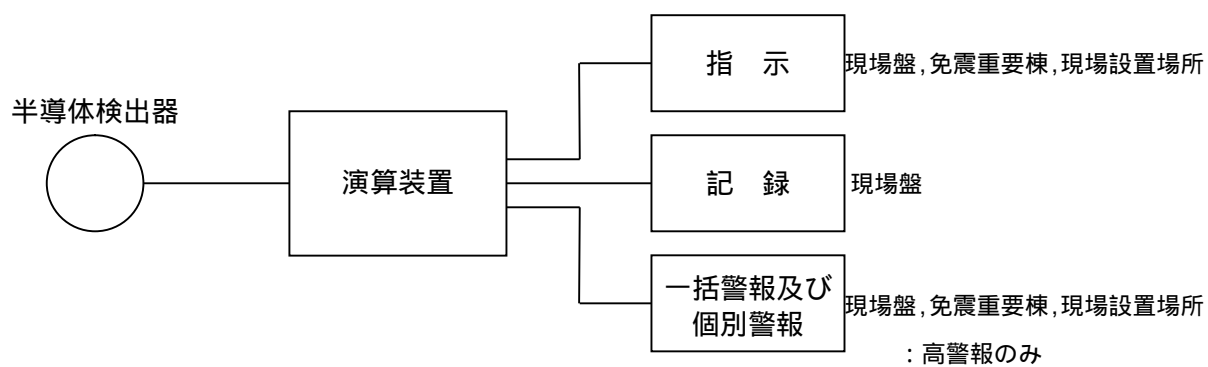 半導体検出器
演算装置
指　示
現場盤,免震重要棟,現場設置場所
記　録
現場盤
一括警報及び
個別警報
現場盤,免震重要棟,現場設置場所
：高警報のみ